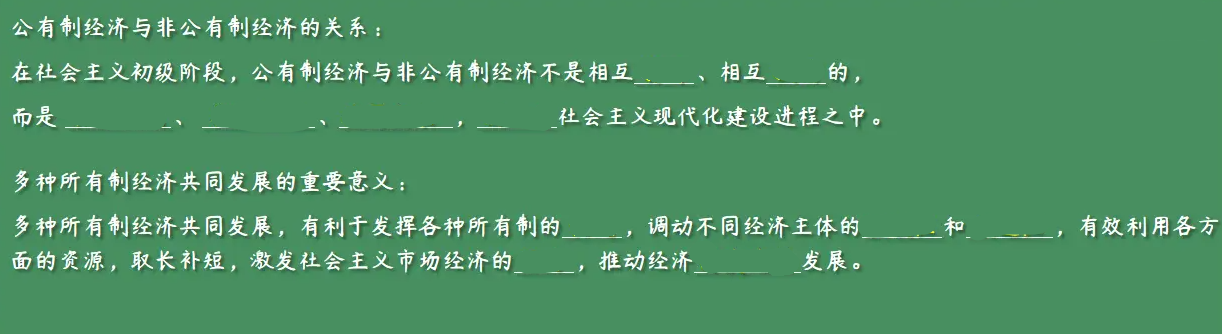 公有制经济与非公有制经济的关系：
在社会主义初级阶段，公有制经济与非公有制经济不是相互_____、相互_____的，
而是 _________、 _________、_________，_______社会主义现代化建设进程之中。
多种所有制经济共同发展的重要意义：
多种所有制经济共同发展，有利于发挥各种所有制的_____，调动不同经济主体的_______和_______，有效利用各方
面的资源，取长补短，激发社会主义市场经济的_____，推动经济_________发展。